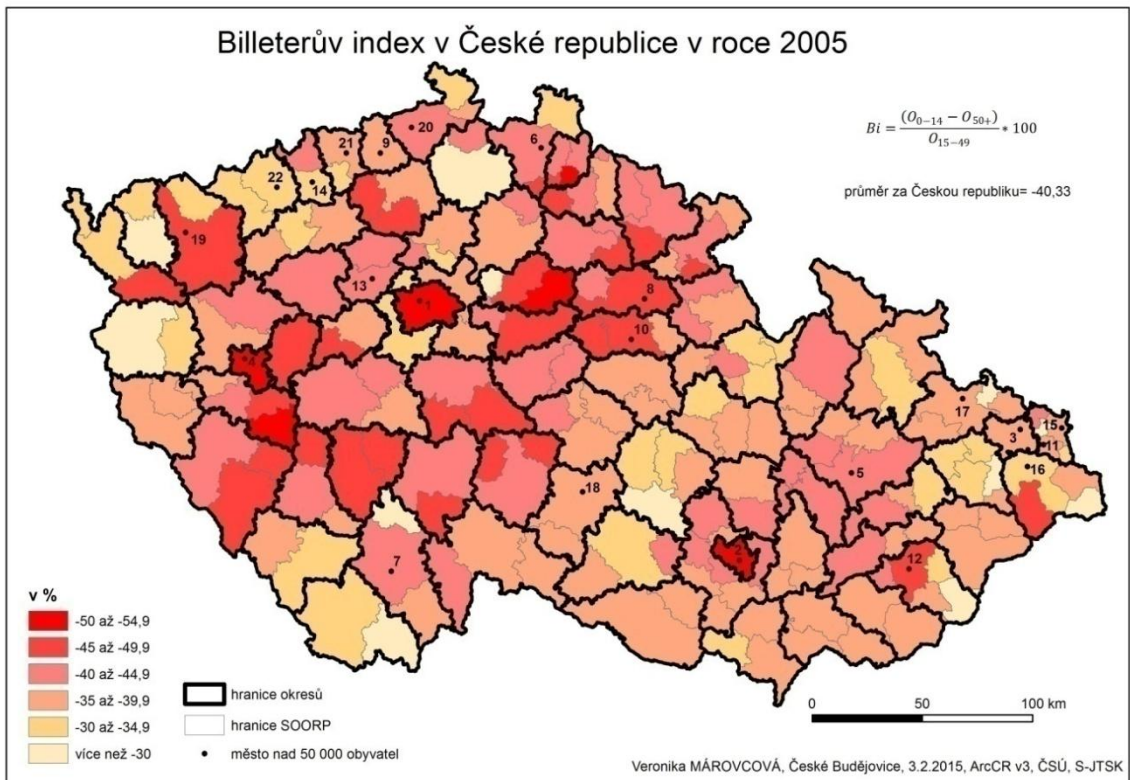 Billeterův index v České republice v roce 2005
Bi = (O0−14 − O50+) / O15−49 ∗ 100
průměr za Českou republiku= -40,33
20
6
21
9
22
14
19
13
1
8
10
4
17
3
15
11
5
16
18
2
12
7
v %
-50 až -54,9
-45 až -49,9
-40 až -44,9
-35 až -39,9
-30 až -34,9
více než -30
hranice okresů
hranice SOORP
město nad 50 000 obyvatel
0 50 100 km
Veronika MÁROVCOVÁ, České Budějovice, 3.2.2015, ArcCR v3, ČSÚ, S-JTSK